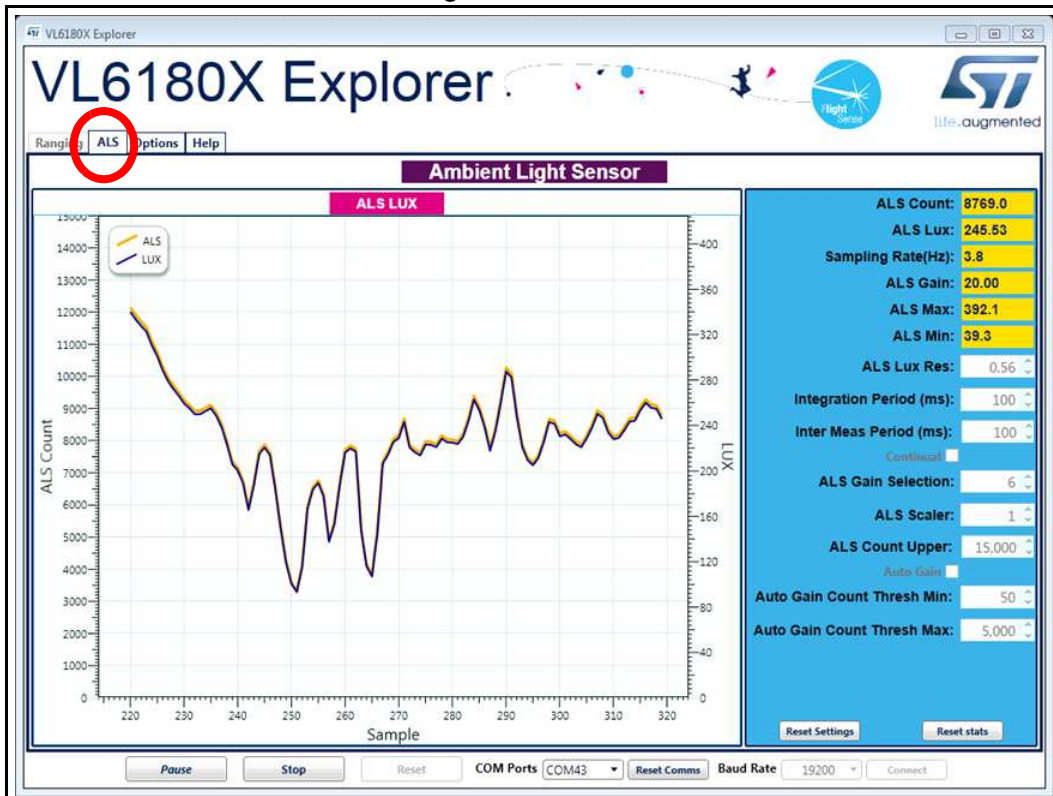 VL6180X Explorer
VL6180X Explorer
Flight
Sense
life.augmented
Ranging ALS Options Help
Ambient Light Sensor
ALS LUX
ALS
LUX
15000
14000
13000
12000
11000
10000
9000
8000
7000
6000
5000
4000
3000
2000
1000
0
ALS Count
400
360
320
280
240
200
160
120
80
40
0
LUX
220 230 240 250 260 270 280 290 300 310 320
Sample
ALS Count: 8769.0
ALS Lux: 245.53
Sampling Rate(Hz): 3.8
ALS Gain: 20.00
ALS Max: 392.1
ALS Min: 39.3
ALS Lux Res: 0.56
Integration Period (ms): 100
Inter Meas Period (ms): 100
Continual
ALS Gain Selection: 6
ALS Scaler: 1
ALS Count Upper: 15,000
Auto Gain
Auto Gain Count Thresh Min: 50
Auto Gain Count Thresh Max: 5,000
Reset Settings Reset stats
Pause Stop Reset COM Ports COM43 Reset Comms Baud Rate 19200 Connect